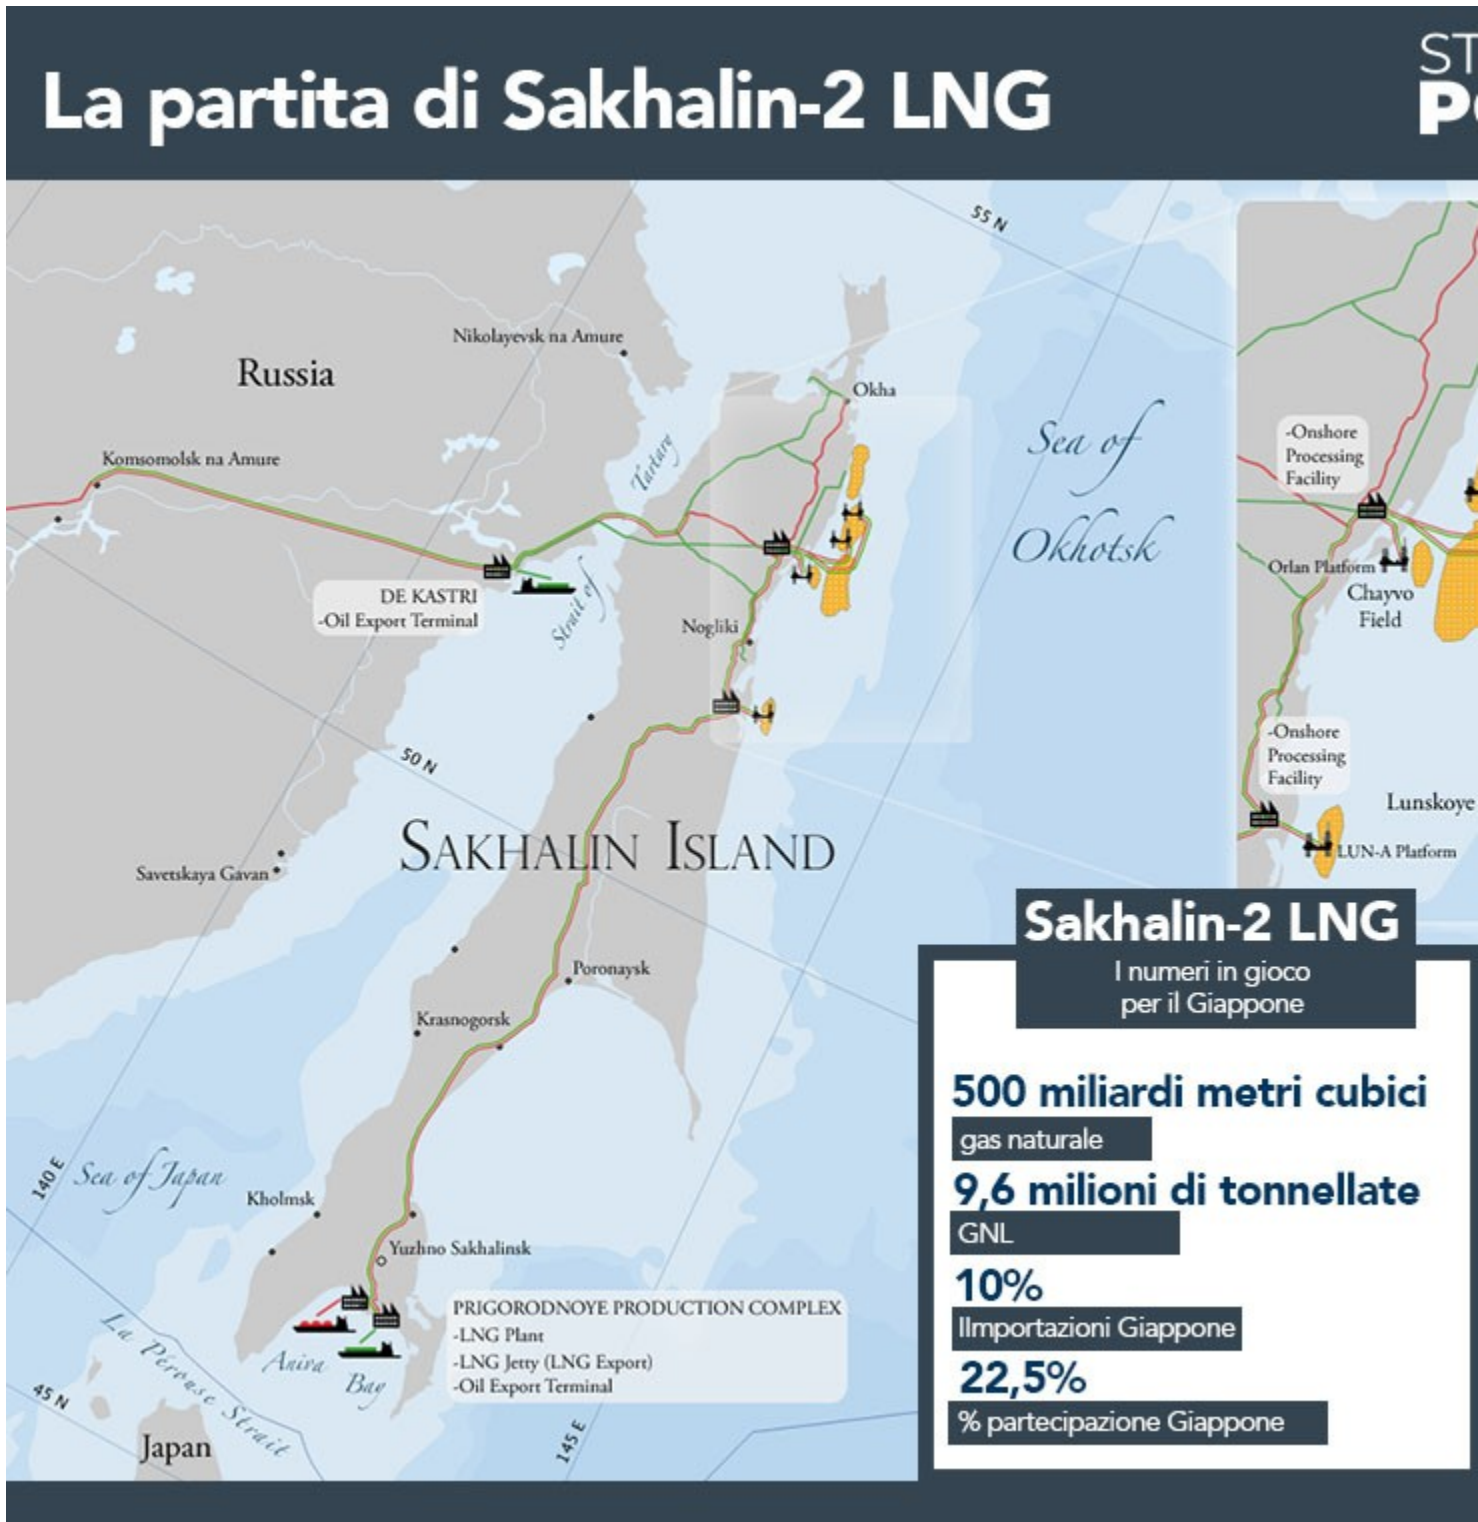 La partita di Sakhalin-2 LNG
ST
55 N
Nikolayevsk na Amure
Russia
Okha
Sea of
Okhotsk
Tartary
Strait of
Komsomolsk na Amure
DE KASTRI
-Oil Export Terminal
Nogliki
50 N
SAKHALIN ISLAND
Savetskaya Gavan
Poronaysk
Krasnogorsk
140 E
Sea of Japan
Kholmsk
Yuzhno Sakhalinsk
PRIGORODNOYE PRODUCTION COMPLEX
-LNG Plant
-LNG Jetty (LNG Export)
-Oil Export Terminal
Aniva
Bay
La Pérouse Strait
45 N
Japan
145 E
-Onshore
Processing
Facility
Orlan Platform
Chayvo
Field
-Onshore
Processing
Facility
Lunskoye
LUN-A Platform
Sakhalin-2 LNG
I numeri in gioco
per il Giappone
500 miliardi metri cubici
gas naturale
9,6 milioni di tonnellate
GNL
10%
IImportazioni Giappone
22,5%
% partecipazione Giappone